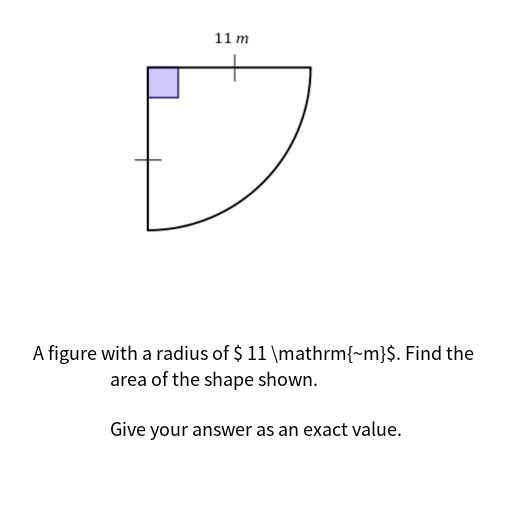 11 m
A figure with a radius of $ 11 \mathrm{~m}$. Find the
area of the shape shown.
Give your answer as an exact value.